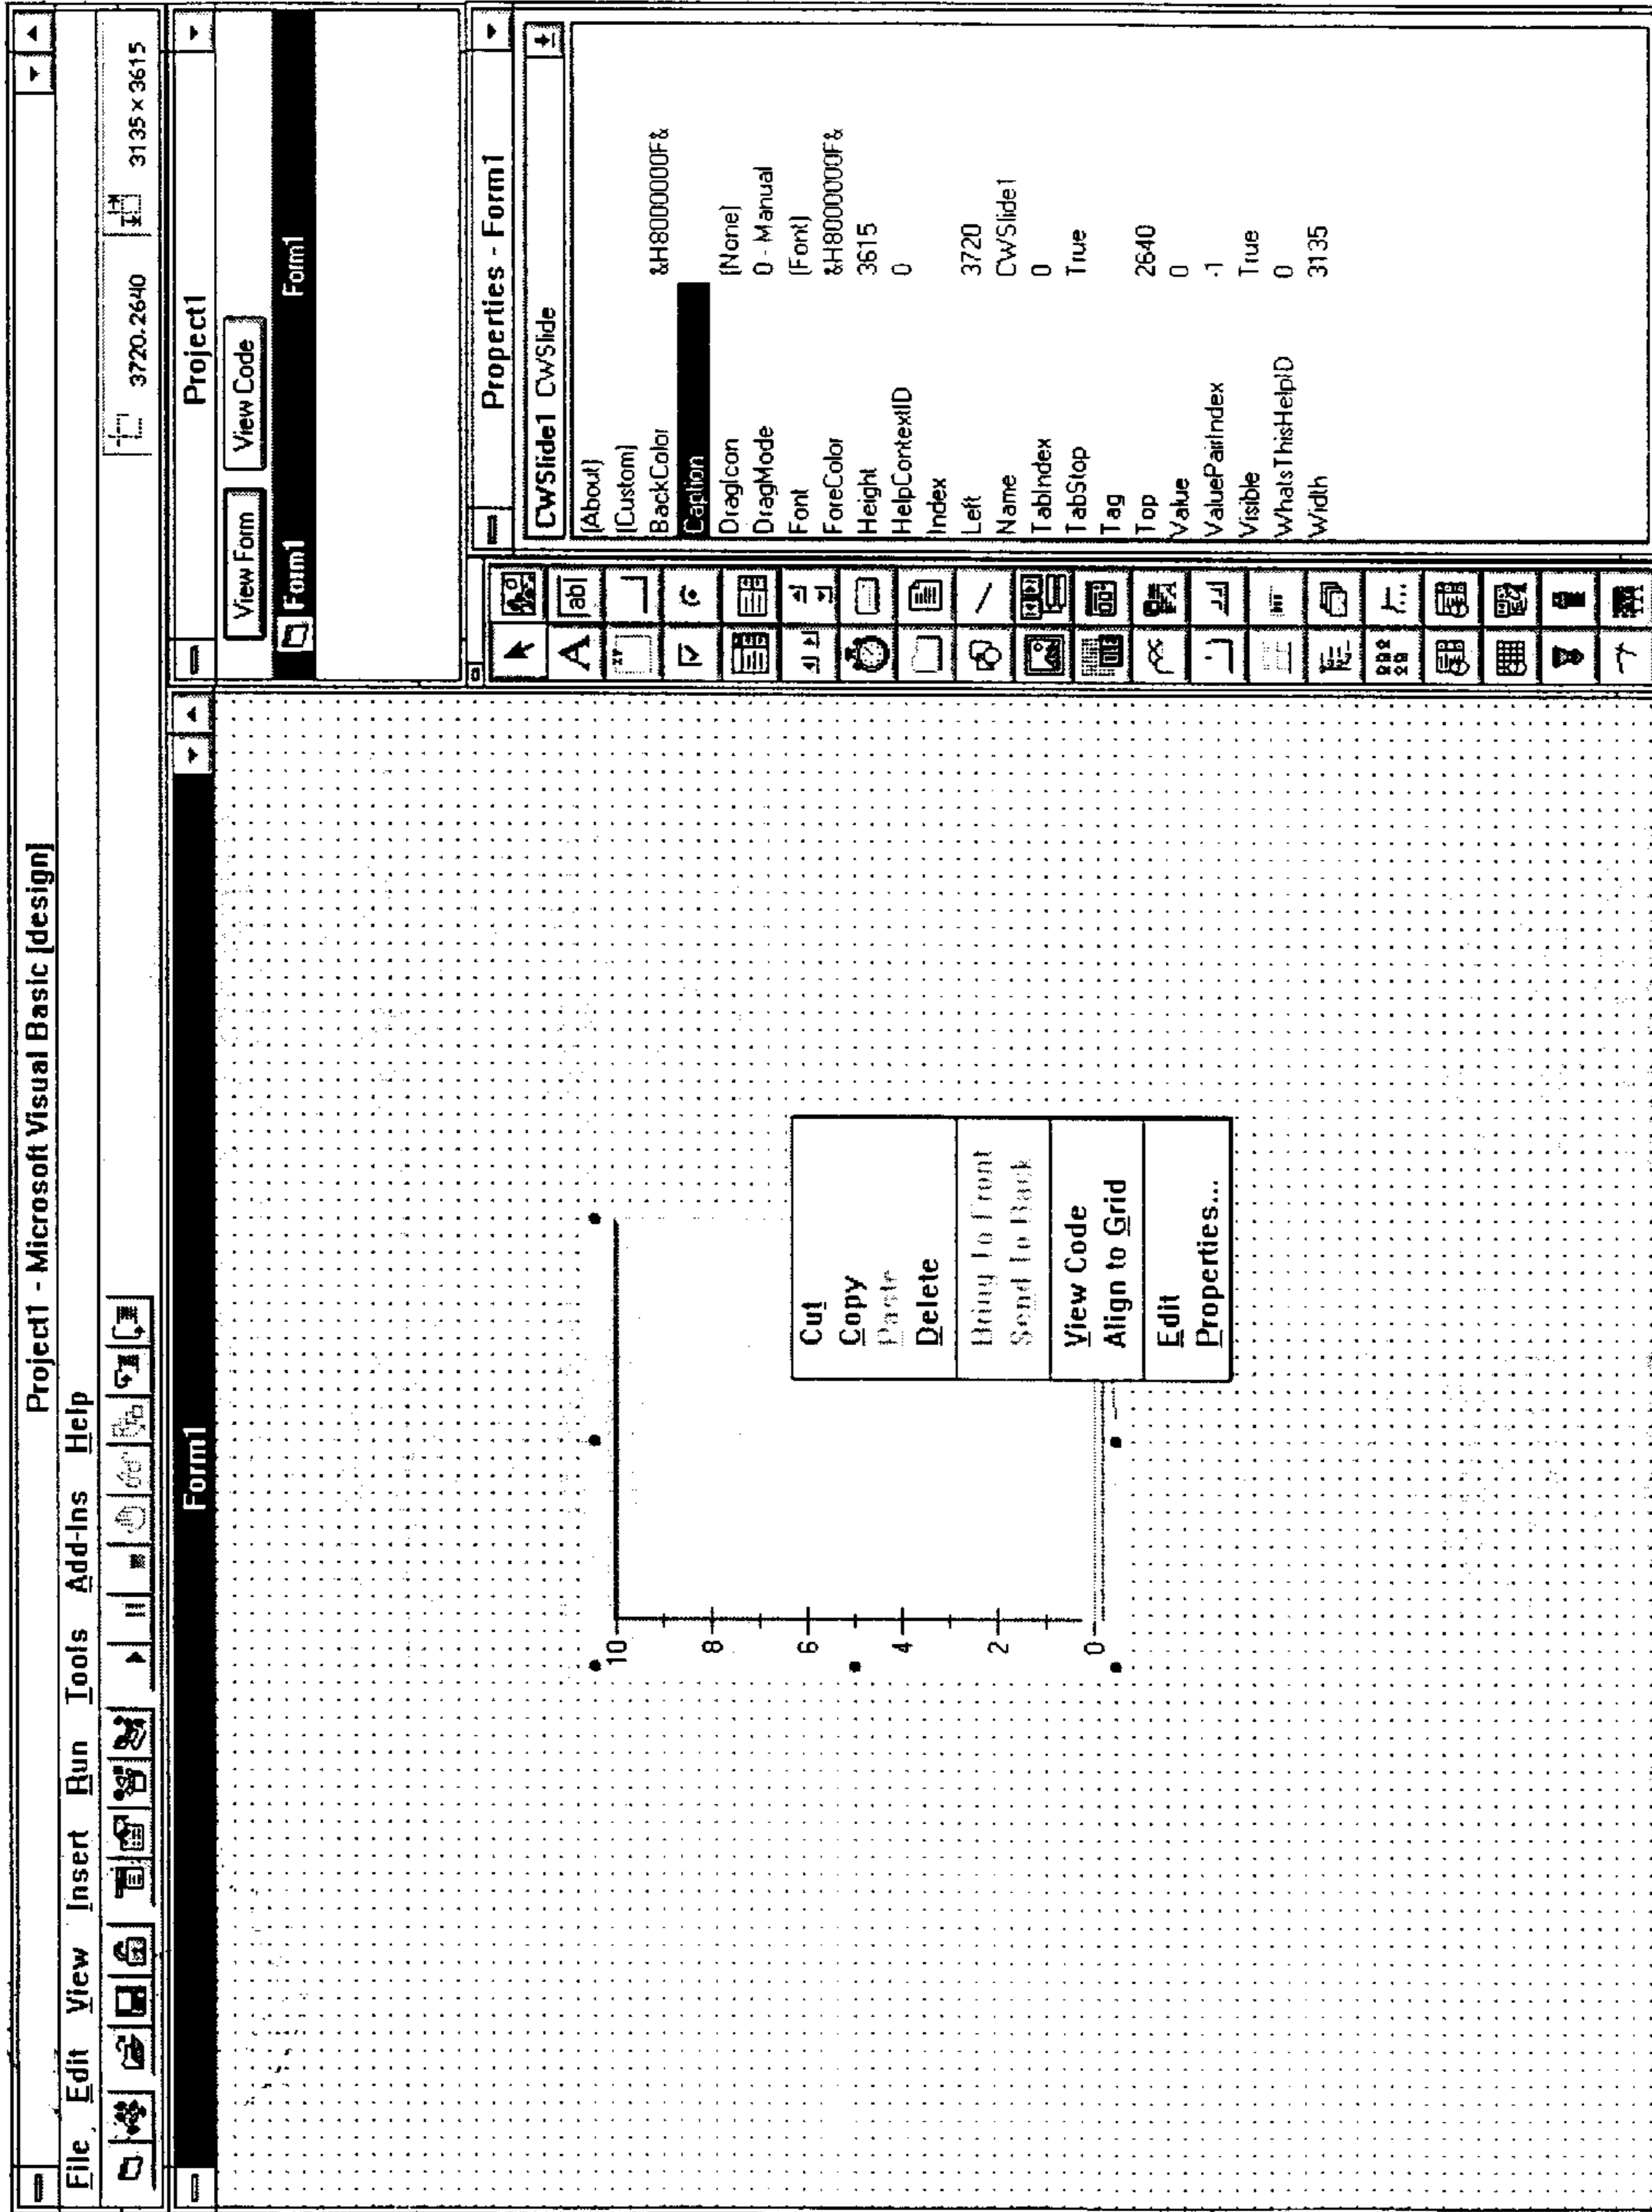 Project1 - Microsoft Visual Basic [design]
File Edit View Insert Run Tools Add-Ins Help
3720,2640 3135 × 3615
Form1
10
8
6
4
2
0
Cut
Copy
Paste
Delete
Bring to Front
Send to Back
View Code
Align to Grid
Edit
Properties...
Project1
View Form View Code
Form1 Form1
A ab|
Properties - Form1
CWSlide1 CWSlide
(About)
(Custom)
BackColor &H8000000F&
Caption
DragIcon (None)
DragMode 0 - Manual
Font (Font)
ForeColor &H8000000F&
Height 3615
HelpContextID 0
Index
Left 3720
Name CWSlide1
TabIndex 0
TabStop True
Tag
Top 2640
Value 0
ValuePairIndex -1
Visible True
WhatsThisHelpID 0
Width 3135